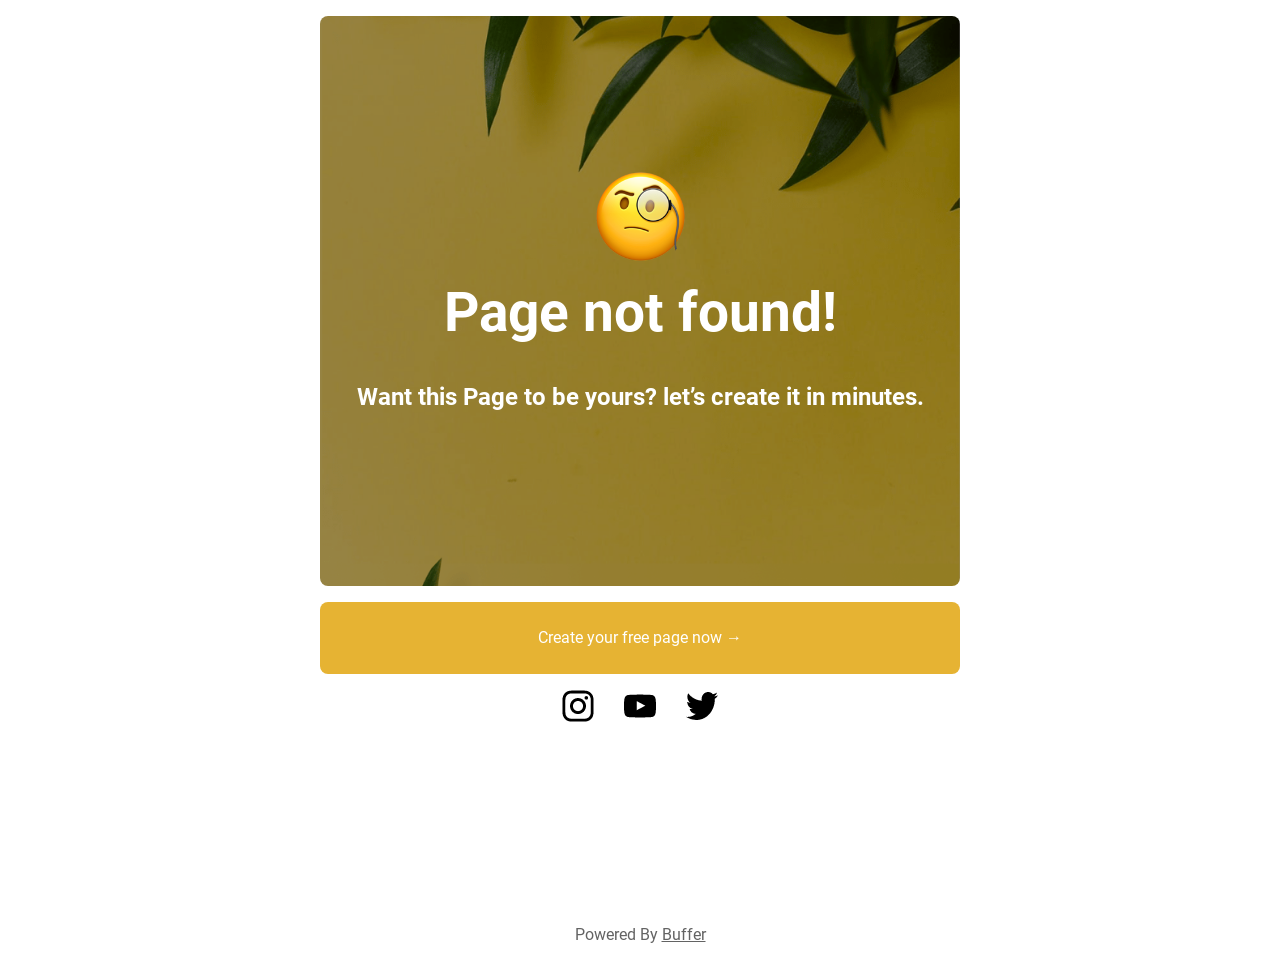 Page not found!
Want this Page to be yours? let’s create it in minutes.
Create your free page now →
Powered By Buffer